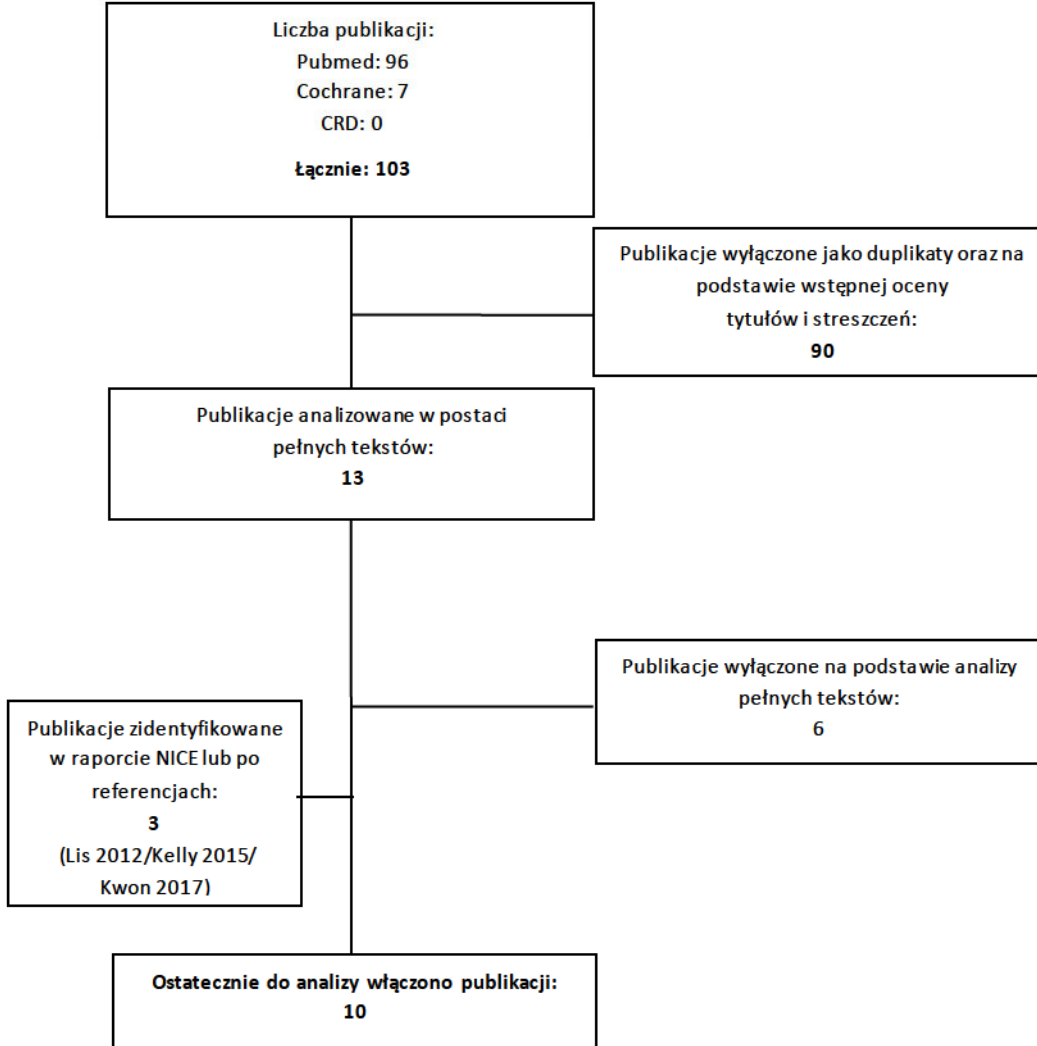 Liczba publikacji:
Pubmed: 96
Cochrane: 7
CRD: 0
Łącznie: 103
Publikacje wyłączone jako duplikaty oraz na
podstawie wstępnej oceny
tytułów i streszczeń:
90
Publikacje analizowane w postaci
pełnych tekstów:
13
Publikacje wyłączone na podstawie analizy
pełnych tekstów:
6
Publikacje zidentyfikowane
w raporcie NICE lub po
referencjach:
3
(Lis 2012/Kelly 2015/
Kwon 2017)
Ostatecznie do analizy włączono publikacji:
10